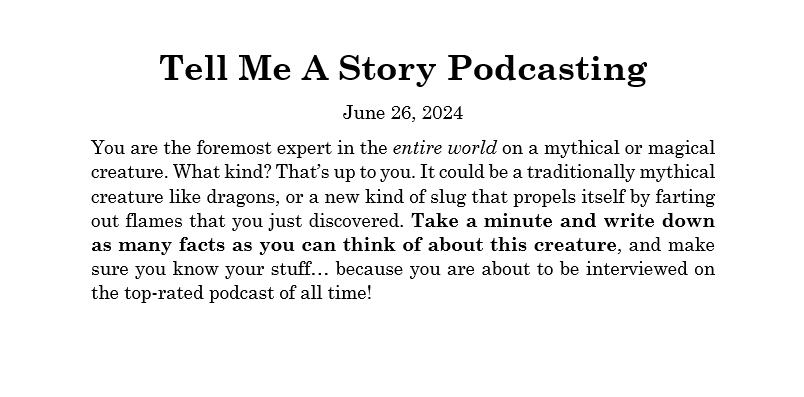 Tell Me A Story Podcasting
June 26, 2024
You are the foremost expert in the entire world on a mythical or magical
creature. What kind? That’s up to you. It could be a traditionally mythical
creature like dragons, or a new kind of slug that propels itself by farting
out flames that you just discovered. Take a minute and write down
as many facts as you can think of about this creature, and make
sure you know your stuff… because you are about to be interviewed on
the top-rated podcast of all time!